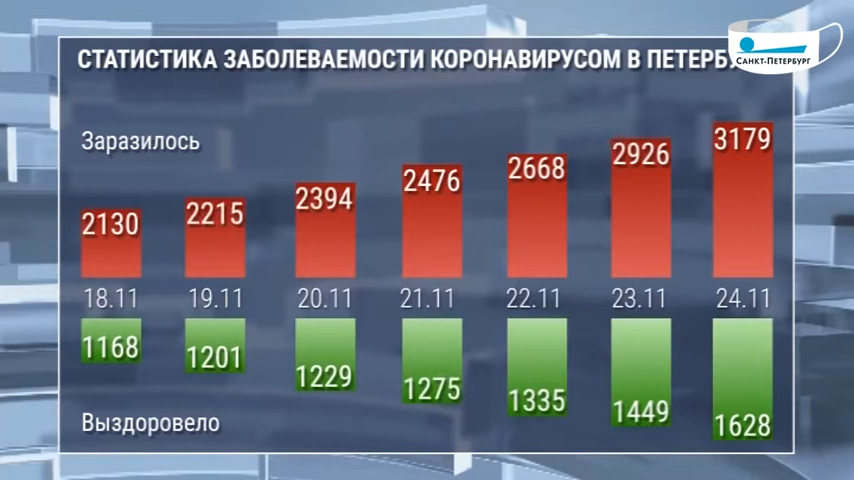 СТАТИСТИКА ЗАБОЛЕВАЕМОСТИ КОРОНАВИРУСОМ В
САНКТ-ПЕТЕРБУРГ
Заразилось
2130 2215 2394 2476 2668 2926 3179
18.11 19.11 20.11 21.11 22.11 23.11 24.11
1168 1201 1229 1275 1335 1449 1628
Выздоровело